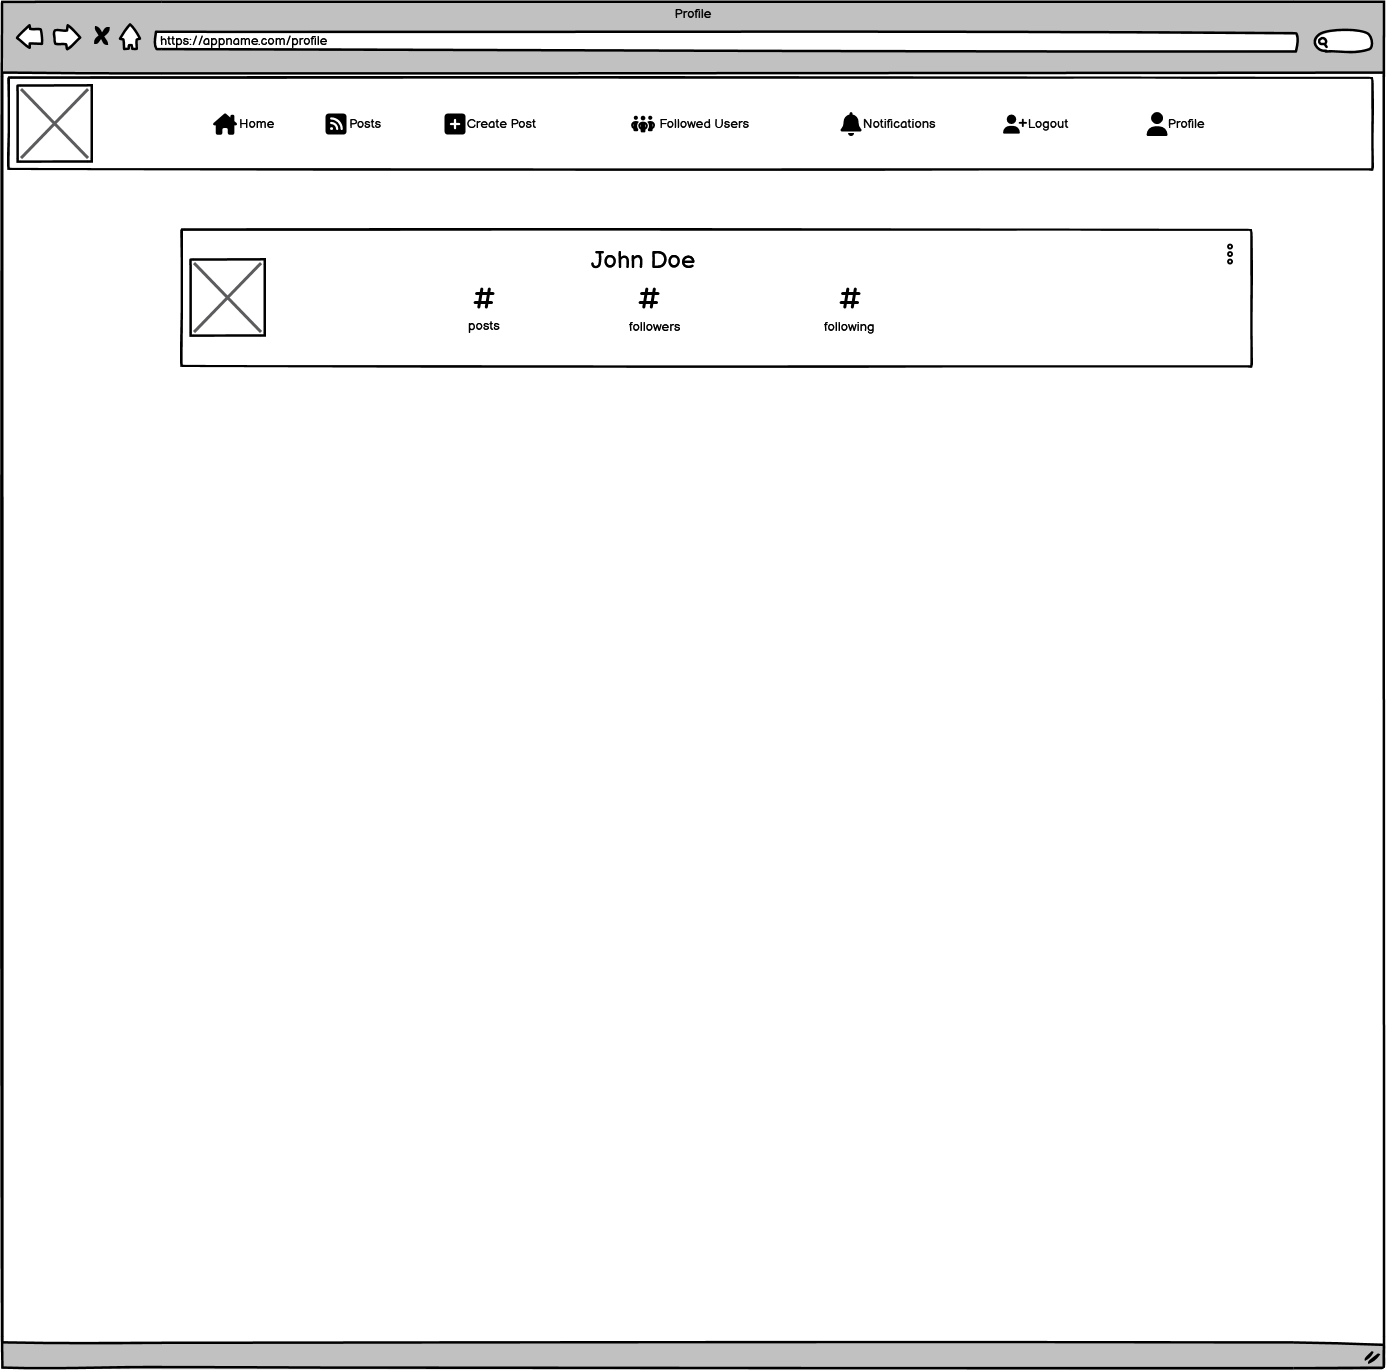 Profile
https://appname.com/profile
Home Posts Create Post Followed Users Notifications Logout Profile
John Doe
# # #
posts followers following